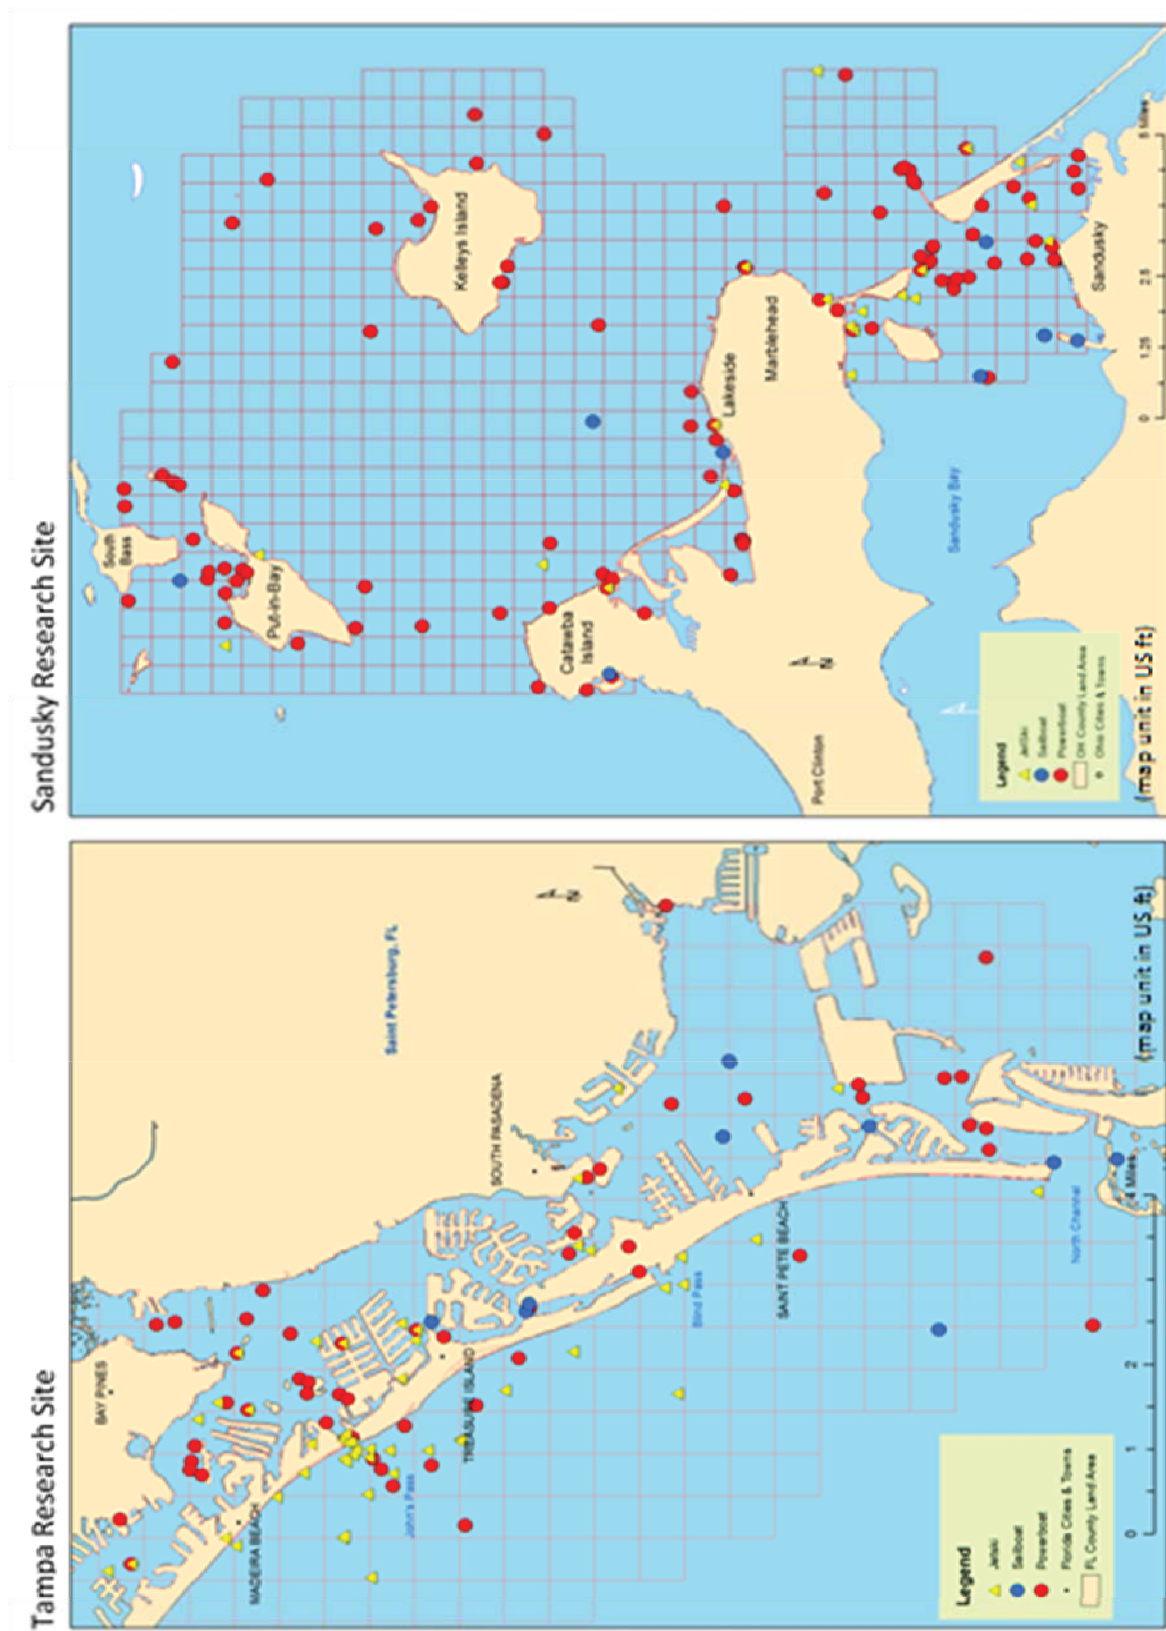 Tampa Research Site
BAY PINES
MADEIRA BEACH
John's Pass
TREASURE ISLAND
Saint Petersburg, FL
SOUTH PASADENA
Blind Pass
SAINT PETE BEACH
North Channel
Legend
Jetski
Sailboat
Powerboat
Florida Cities & Towns
FL County Land Area
0 1 2 4 Miles
(map unit in US ft)
N
Sandusky Research Site
South
Bass
Put-in-Bay
Kelleys Island
Catawba
Island
Lakeside
Marblehead
Port Clinton
Sandusky Bay
Sandusky
N
Legend
JetSki
Sailboat
Powerboat
OH County Land Area
Ohio Cities & Towns
0 1.25 2.5 5 Miles
(map unit in US ft)